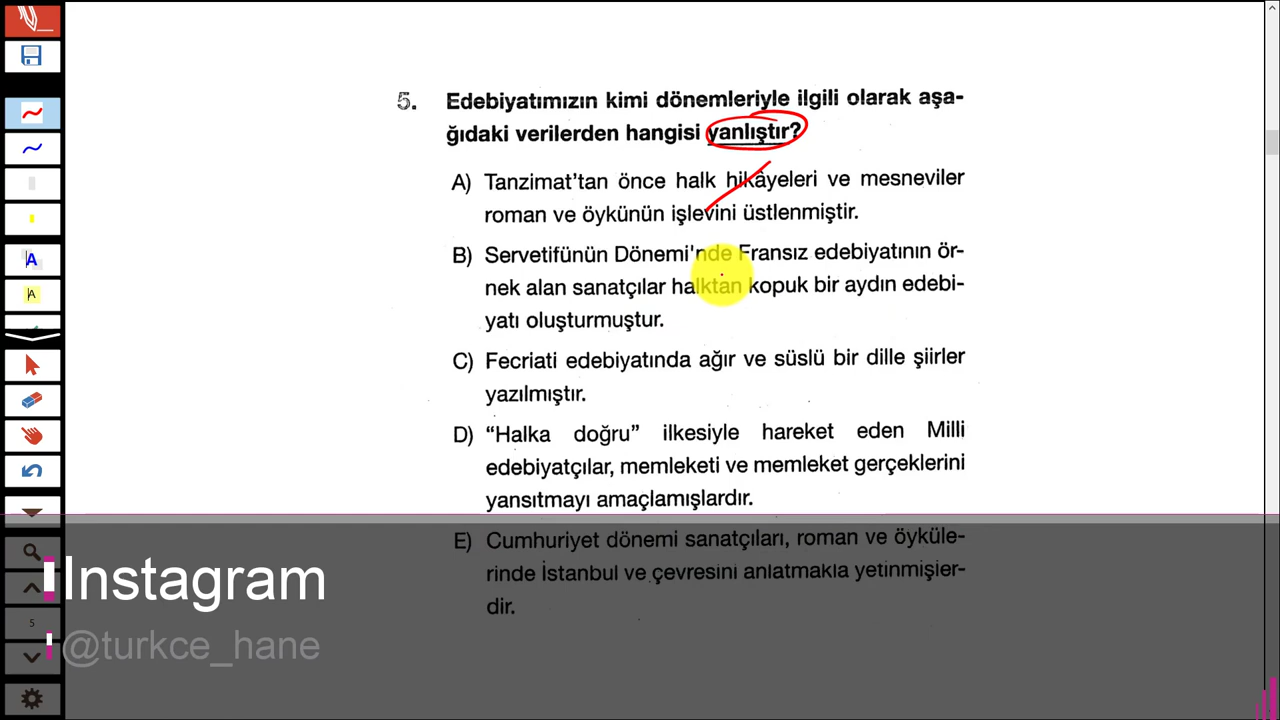 5. Edebiyatımızın kimi dönemleriyle ilgili olarak aşa-
ğıdaki verilerden hangisi yanlıştır?
A) Tanzimat'tan önce halk hikâyeleri ve mesneviler
roman ve öykünün işlevini üstlenmiştir.
B) Servetifünün Dönemi'nde Fransız edebiyatının ör-
nek alan sanatçılar halktan kopuk bir aydın edebi-
yatı oluşturmuştur.
C) Fecriati edebiyatında ağır ve süslü bir dille şiirler
yazılmıştır.
D) “Halka doğru” ilkesiyle hareket eden Milli
edebiyatçılar, memleketi ve memleket gerçeklerini
yansıtmayı amaçlamışlardır.
E) Cumhuriyet dönemi sanatçıları, roman ve öyküle-
rinde İstanbul ve çevresini anlatmakla yetinmişler-
dir.
Instagram
@turkce_hane
A
A
5